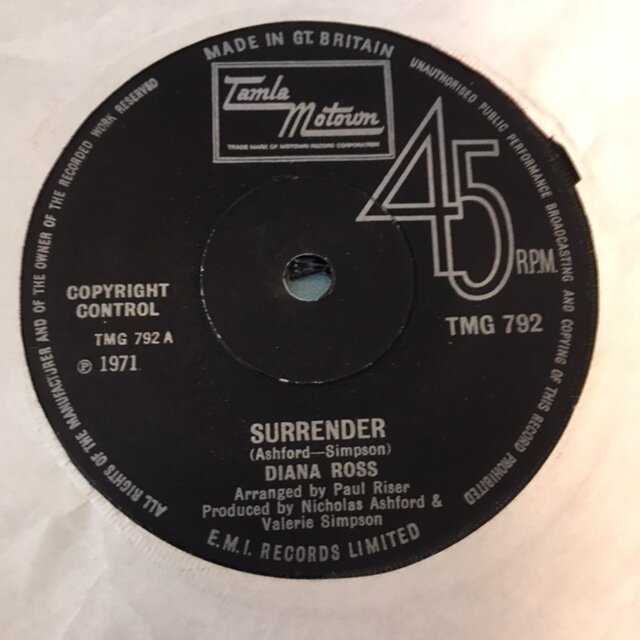 MADE IN GT. BRITAIN
Tamla
Motown
TRADE MARK OF MOTOWN RECORD CORPORATION
UNAUTHORISED PUBLIC PERFORMANCE BROADCASTING AND COPYING OF THIS RECORD PROHIBITED
ALL RIGHTS OF THE MANUFACTURER AND OF THE OWNER OF THE RECORDED WORK RESERVED
45
R.P.M.
COPYRIGHT
CONTROL
TMG 792 A
℗ 1971
TMG 792
SURRENDER
(Ashford—Simpson)
DIANA ROSS
Arranged by Paul Riser
Produced by Nicholas Ashford &
Valerie Simpson
E.M.I. RECORDS LIMITED